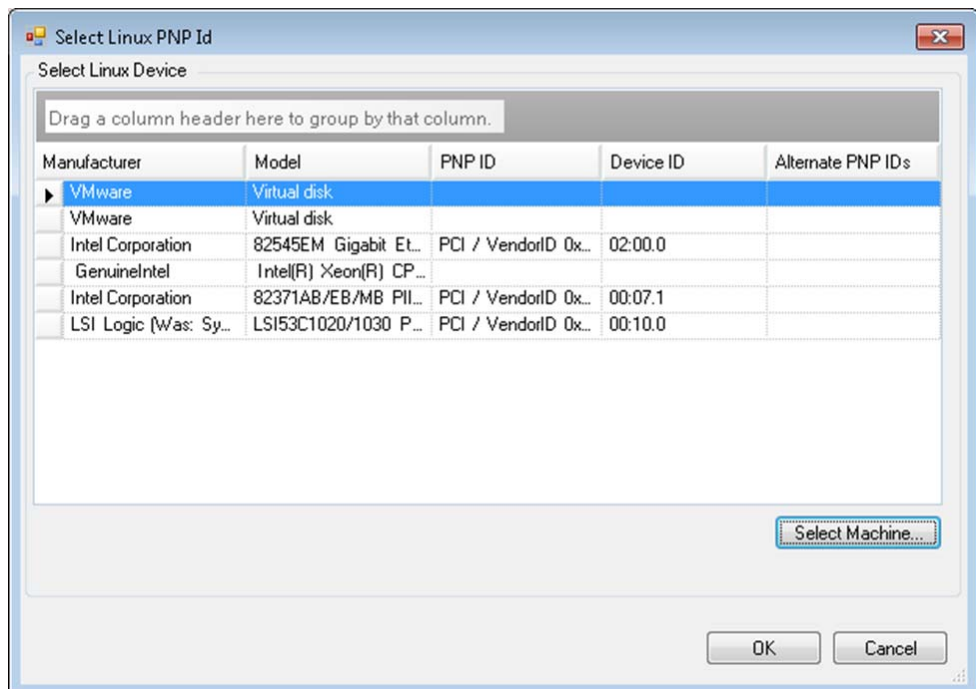 Select Linux PNP Id
Select Linux Device
Drag a column header here to group by that column.
Manufacturer Model PNP ID Device ID Alternate PNP IDs
VMware Virtual disk
VMware Virtual disk
Intel Corporation 82545EM Gigabit Et... PCI / VendorID 0x... 02:00.0
GenuineIntel Intel(R) Xeon(R) CP...
Intel Corporation 82371AB/EB/MB PII... PCI / VendorID 0x... 00:07.1
LSI Logic (Was: Sy... LSI53C1020/1030 P... PCI / VendorID 0x... 00:10.0
Select Machine...
OK Cancel